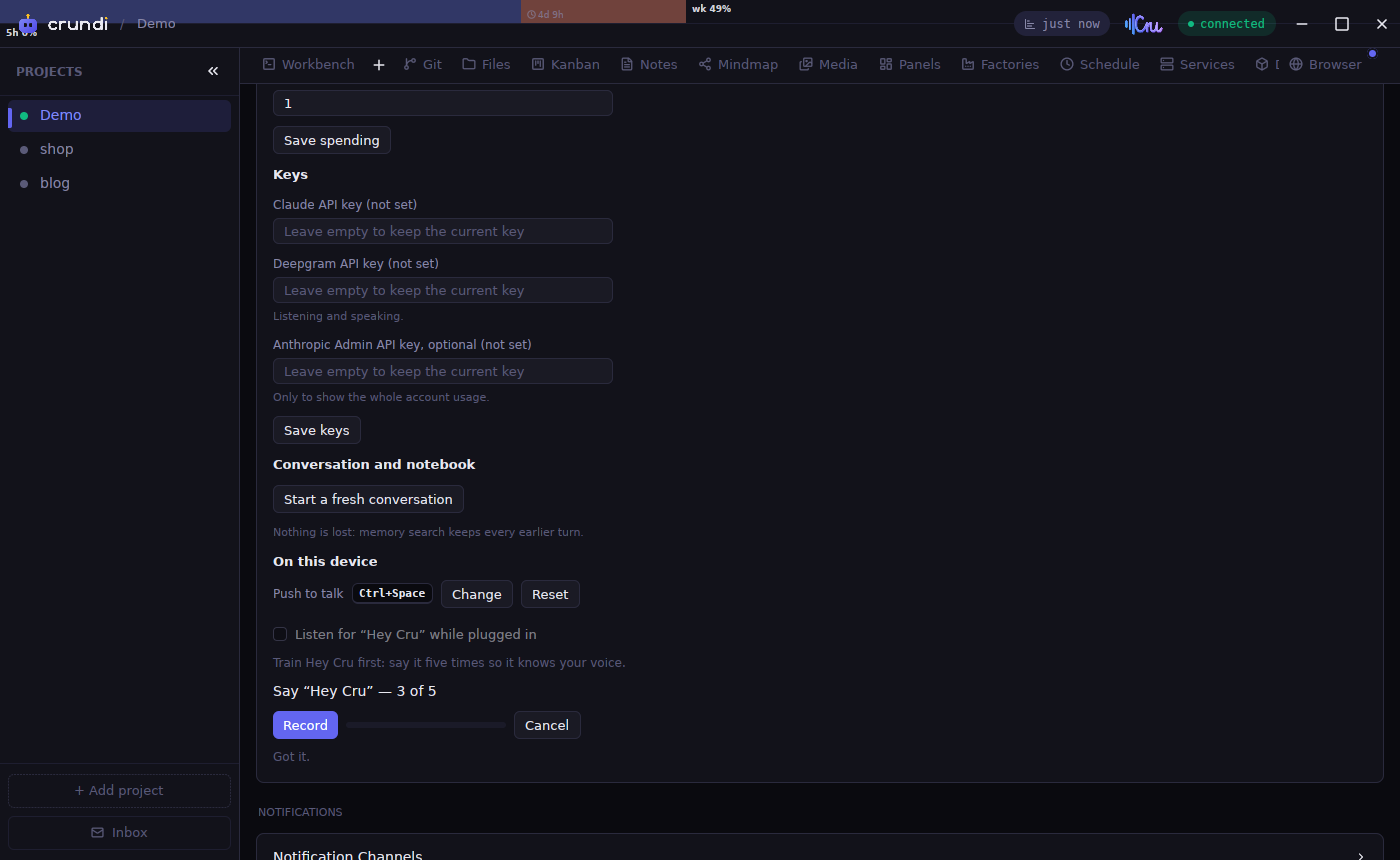 5h 0%
4d 9h
wk 49%
crundi / Demo
just now
Cru
connected
PROJECTS
Workbench
Git
Files
Kanban
Notes
Mindmap
Media
Panels
Factories
Schedule
Services
Browser
Demo
shop
blog
1
Save spending
Keys
Claude API key (not set)
Leave empty to keep the current key
Deepgram API key (not set)
Leave empty to keep the current key
Listening and speaking.
Anthropic Admin API key, optional (not set)
Leave empty to keep the current key
Only to show the whole account usage.
Save keys
Conversation and notebook
Start a fresh conversation
Nothing is lost: memory search keeps every earlier turn.
On this device
Push to talk Ctrl+Space Change Reset
Listen for “Hey Cru” while plugged in
Train Hey Cru first: say it five times so it knows your voice.
Say “Hey Cru” — 3 of 5
Record Cancel
Got it.
+ Add project
Inbox
NOTIFICATIONS
Notification Channels